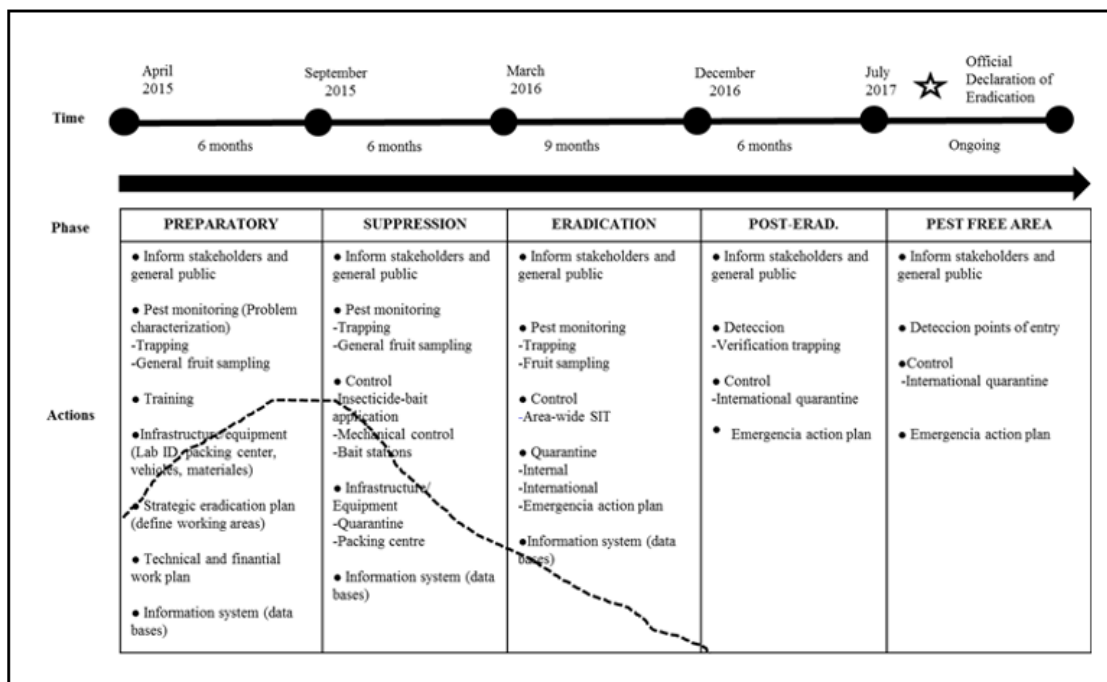 April
2015
September
2015
March
2016
December
2016
July
2017
Official
Declaration of
Eradication
Time
6 months
6 months
9 months
6 months
Ongoing
Phase
PREPARATORY
SUPPRESSION
ERADICATION
POST-ERAD.
PEST FREE AREA
Actions
● Inform stakeholders and
general public
● Pest monitoring (Problem
characterization)
-Trapping
-General fruit sampling
● Training
●Infrastructure/equipment
(Lab ID, packing center,
vehicles, materiales)
● Strategic eradication plan
(define working areas)
● Technical and finantial
work plan
● Information system (data
bases)
● Inform stakeholders and
general public
● Pest monitoring
-Trapping
-General fruit sampling
● Control
-Insecticide-bait
application
-Mechanical control
-Bait stations
● Infrastructure/
Equipment
-Quarantine
-Packing centre
● Information system (data
bases)
● Inform stakeholders and
general public
● Pest monitoring
-Trapping
-Fruit sampling
● Control
-Area-wide SIT
● Quarantine
-Internal
-International
-Emergencia action plan
●Information system (data
bases)
● Inform stakeholders and
general public
● Deteccion
-Verification trapping
● Control
-International quarantine
● Emergencia action plan
● Inform stakeholders and
general public
● Deteccion points of entry
●Control
-International quarantine
● Emergencia action plan